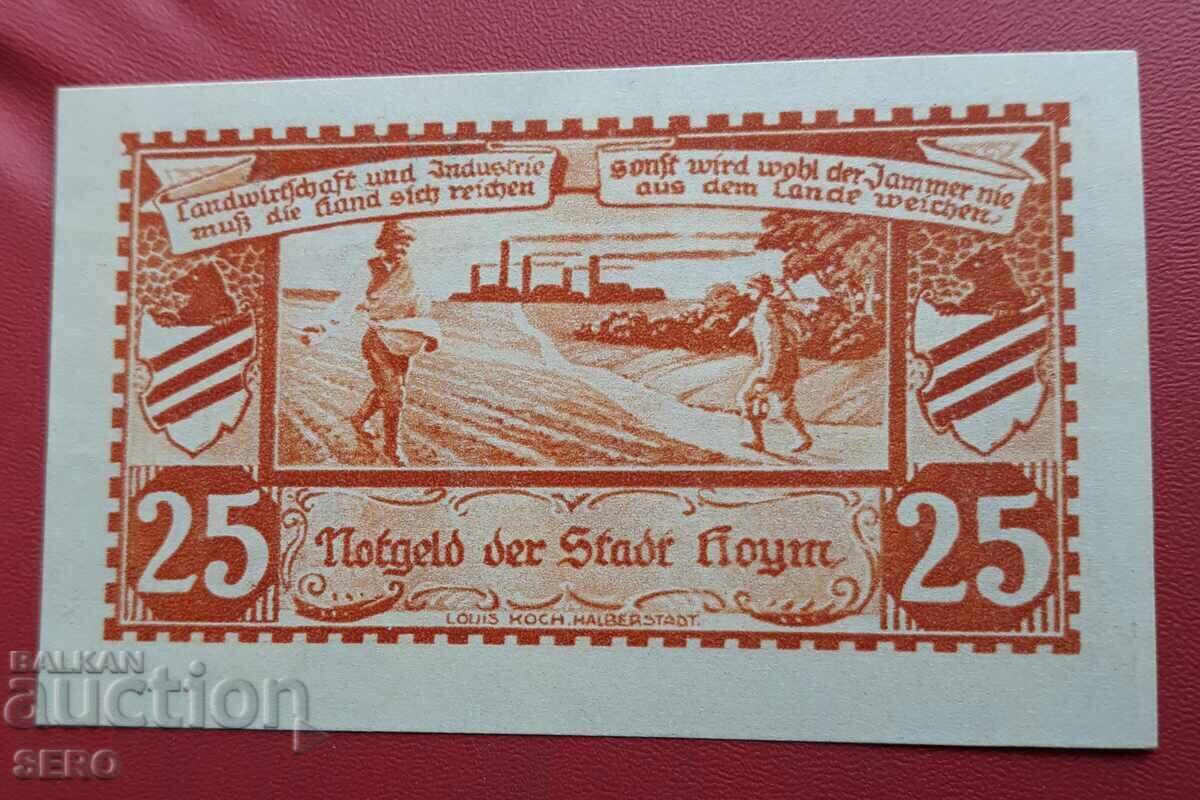 Landwirtschaft und Industrie
muß die Hand sich reichen
sonst wird wohl der Jammer nie
aus dem Lande weichen
25
25
Notgeld der Stadt Hoym
LOUIS KOCH, HALBERSTADT.
BALKAN
auction
SERO